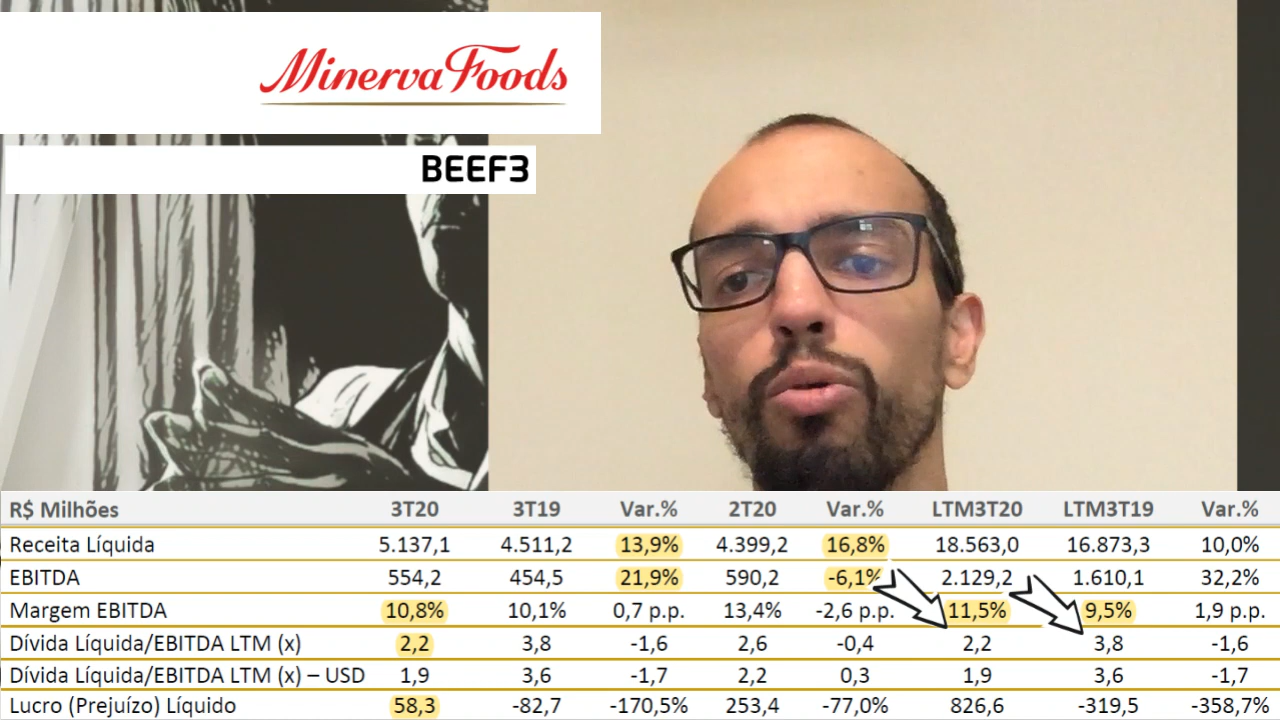 Minerva Foods
BEEF3
R$ Milhões 3T20 3T19 Var.% 2T20 Var.% LTM3T20 LTM3T19 Var.%
Receita Líquida 5.137,1 4.511,2 13,9% 4.399,2 16,8% 18.563,0 16.873,3 10,0%
EBITDA 554,2 454,5 21,9% 590,2 -6,1% 2.129,2 1.610,1 32,2%
Margem EBITDA 10,8% 10,1% 0,7 p.p. 13,4% -2,6 p.p. 11,5% 9,5% 1,9 p.p.
Dívida Líquida/EBITDA LTM (x) 2,2 3,8 -1,6 2,6 -0,4 2,2 3,8 -1,6
Dívida Líquida/EBITDA LTM (x) – USD 1,9 3,6 -1,7 2,2 0,3 1,9 3,6 -1,7
Lucro (Prejuízo) Líquido 58,3 -82,7 -170,5% 253,4 -77,0% 826,6 -319,5 -358,7%